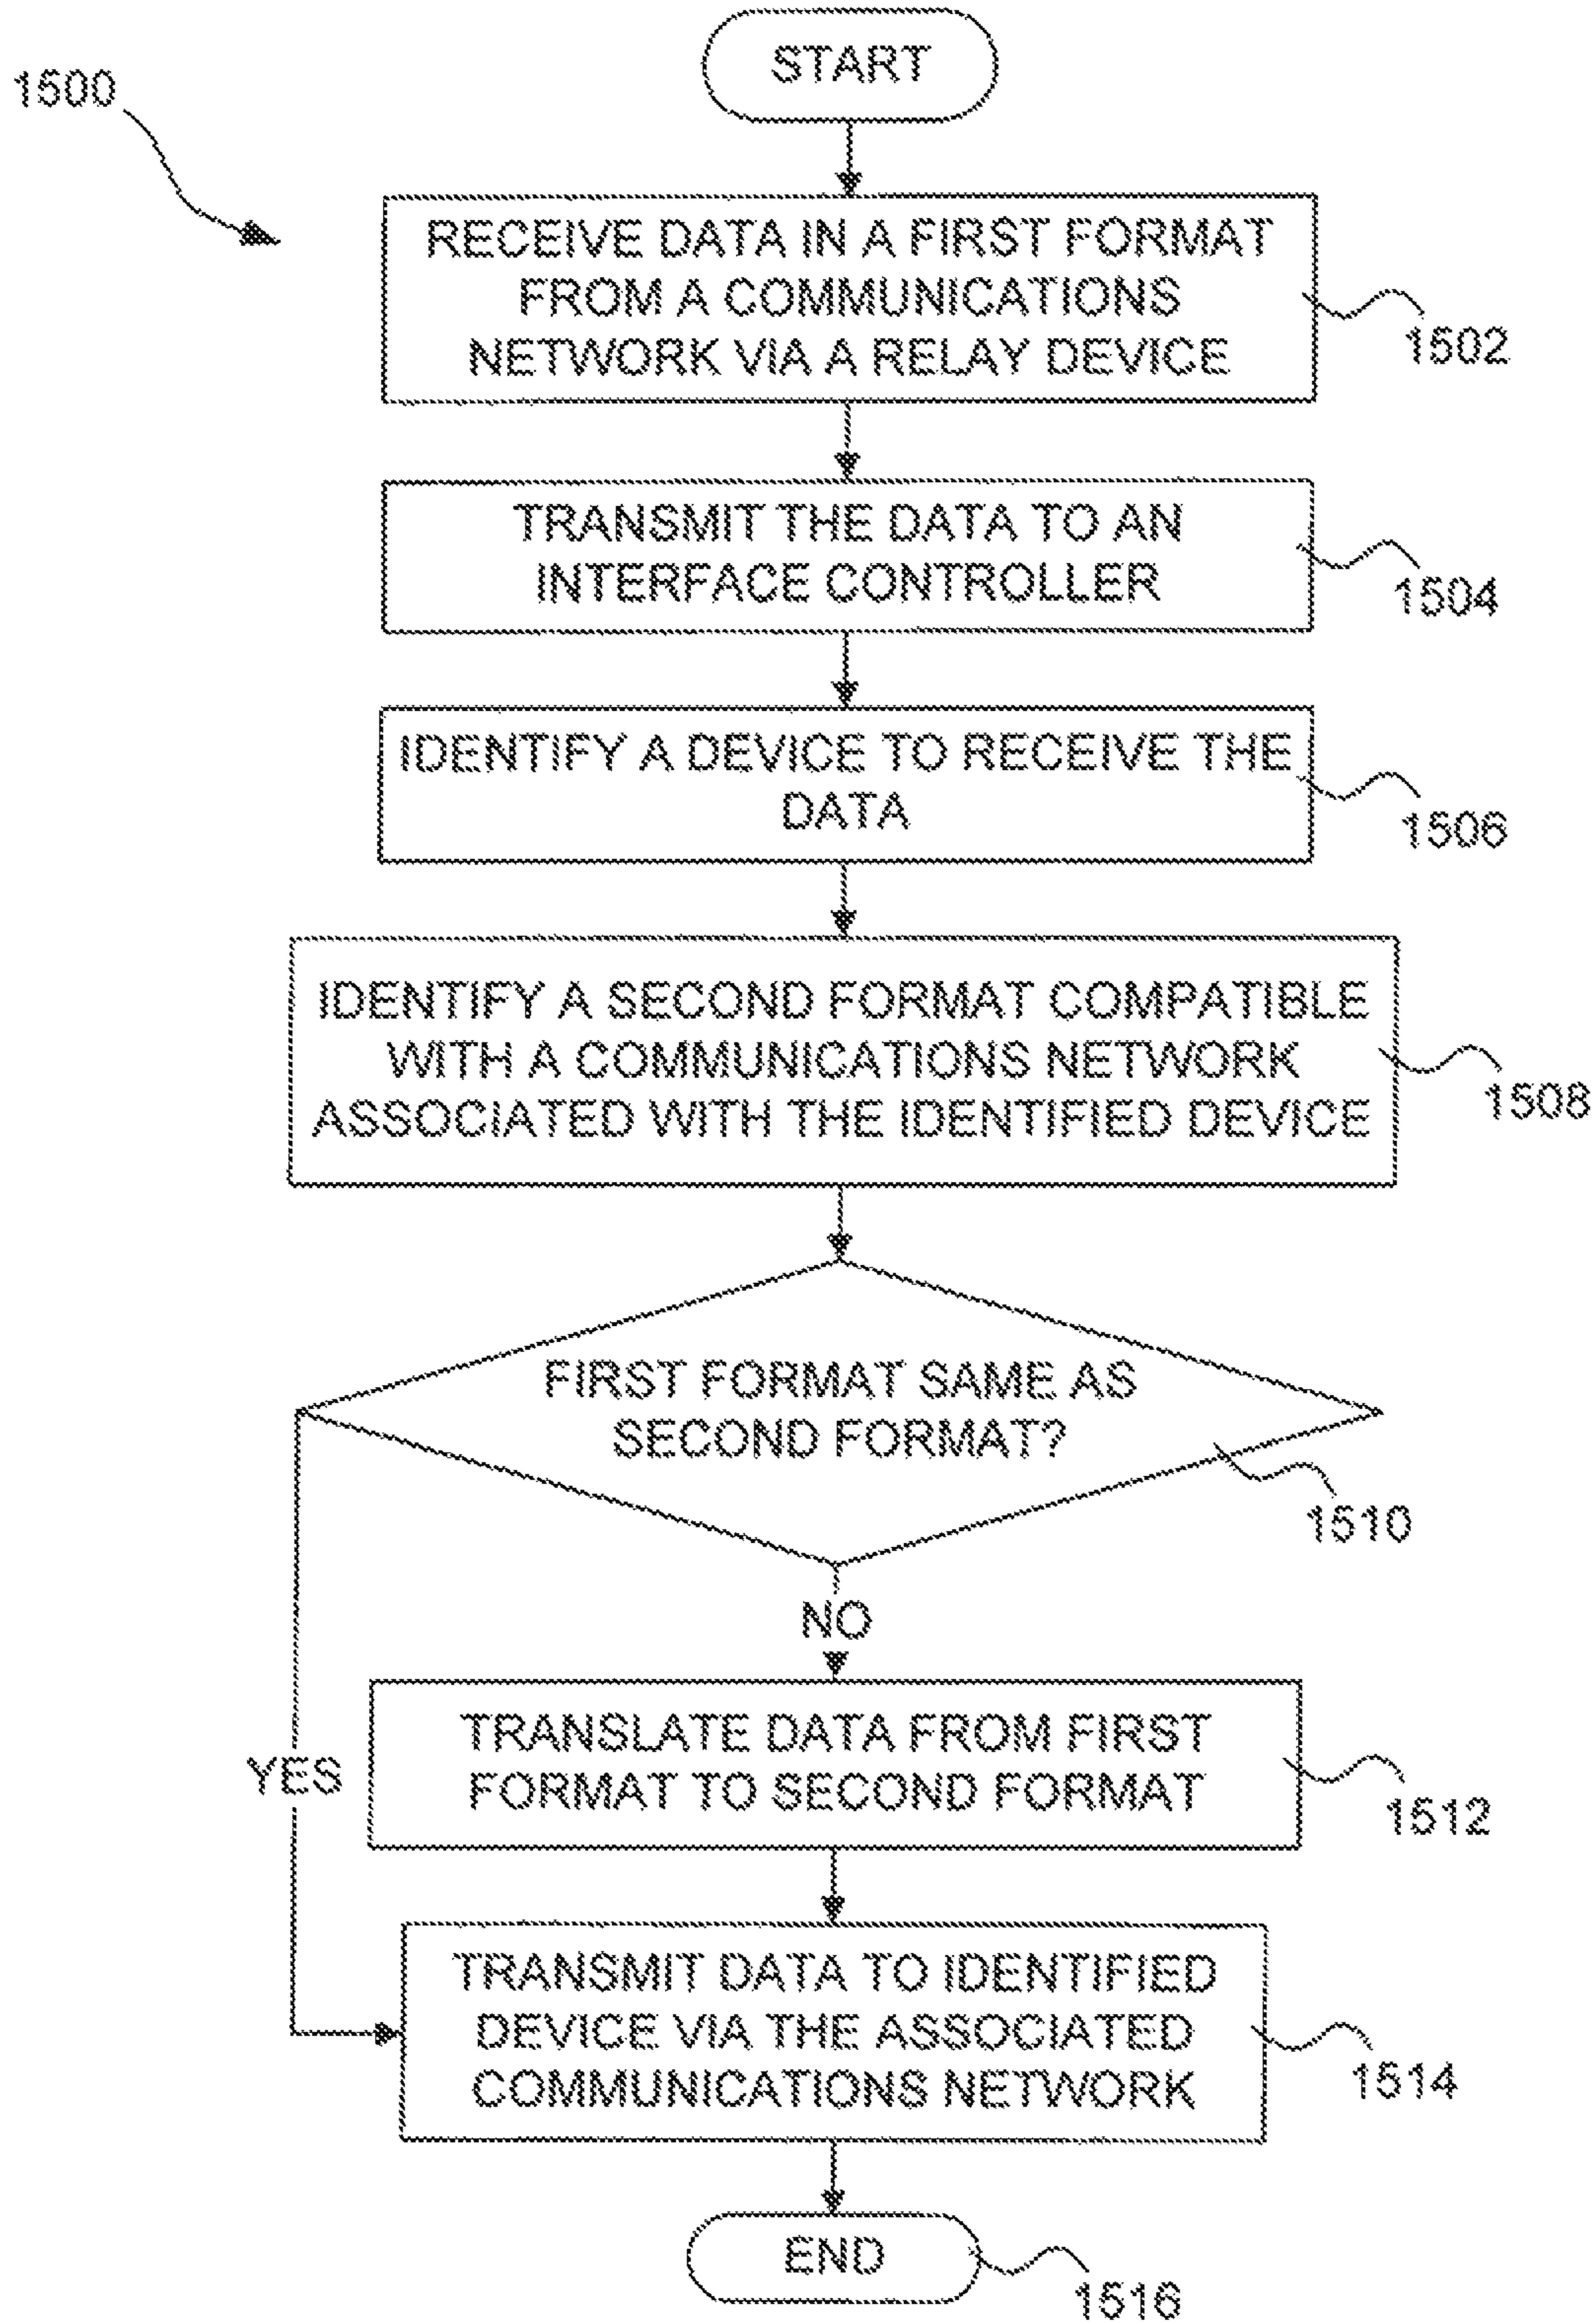 START
1500
RECEIVE DATA IN A FIRST FORMAT
FROM A COMMUNICATIONS
NETWORK VIA A RELAY DEVICE
1502
TRANSMIT THE DATA TO AN
INTERFACE CONTROLLER
1504
IDENTIFY A DEVICE TO RECEIVE THE
DATA
1506
IDENTIFY A SECOND FORMAT COMPATIBLE
WITH A COMMUNICATIONS NETWORK
ASSOCIATED WITH THE IDENTIFIED DEVICE
1508
FIRST FORMAT SAME AS
SECOND FORMAT?
1510
NO
YES
TRANSLATE DATA FROM FIRST
FORMAT TO SECOND FORMAT
1512
TRANSMIT DATA TO IDENTIFIED
DEVICE VIA THE ASSOCIATED
COMMUNICATIONS NETWORK
1514
END
1516